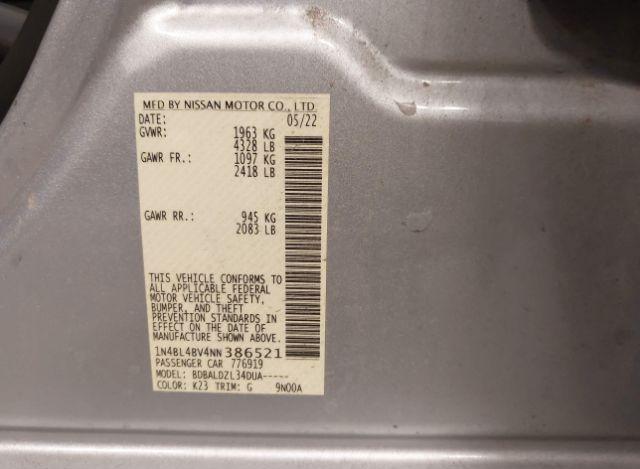 MFD BY NISSAN MOTOR CO., LTD.
DATE: 05/22
GVWR: 1963 KG
4328 LB
GAWR FR.: 1097 KG
2418 LB
GAWR RR.: 945 KG
2083 LB
THIS VEHICLE CONFORMS TO
ALL APPLICABLE FEDERAL
MOTOR VEHICLE SAFETY,
BUMPER, AND THEFT
PREVENTION STANDARDS IN
EFFECT ON THE DATE OF
MANUFACTURE SHOWN ABOVE.
1N4BL4BV4NN386521
PASSENGER CAR 776919
MODEL: BDBALDZL34DUA-----
COLOR: K23 TRIM: G 9N00A